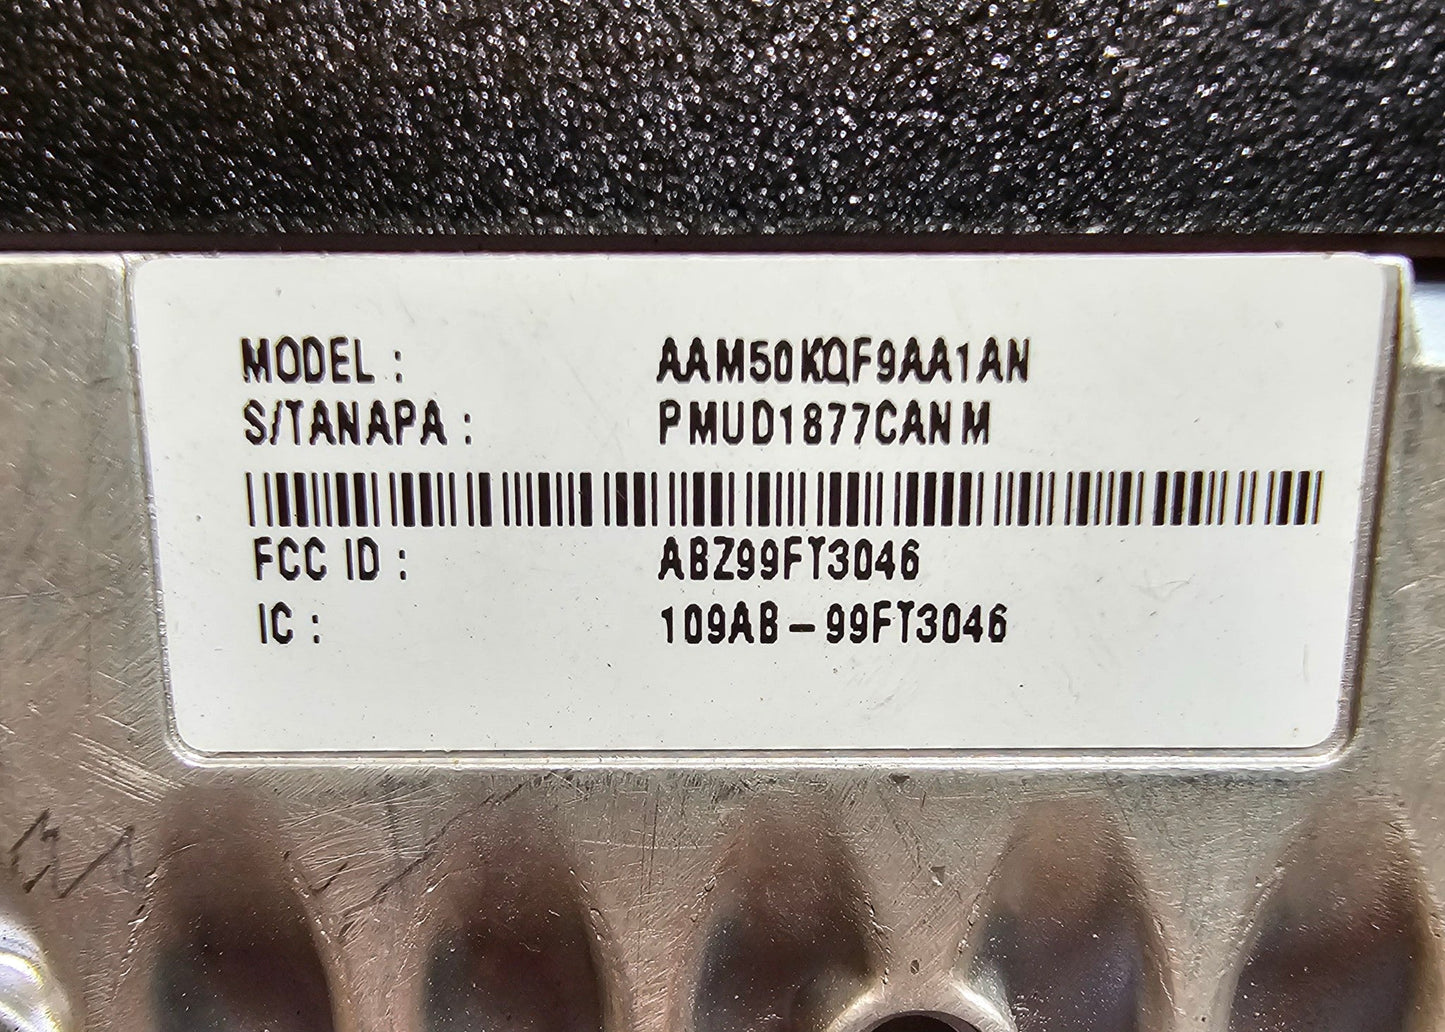 MODEL : AAM50KQF9AA1AN
S/TANAPA : PMUD1877CANM
FCC ID : ABZ99FT3046
IC : 109AB-99FT3046